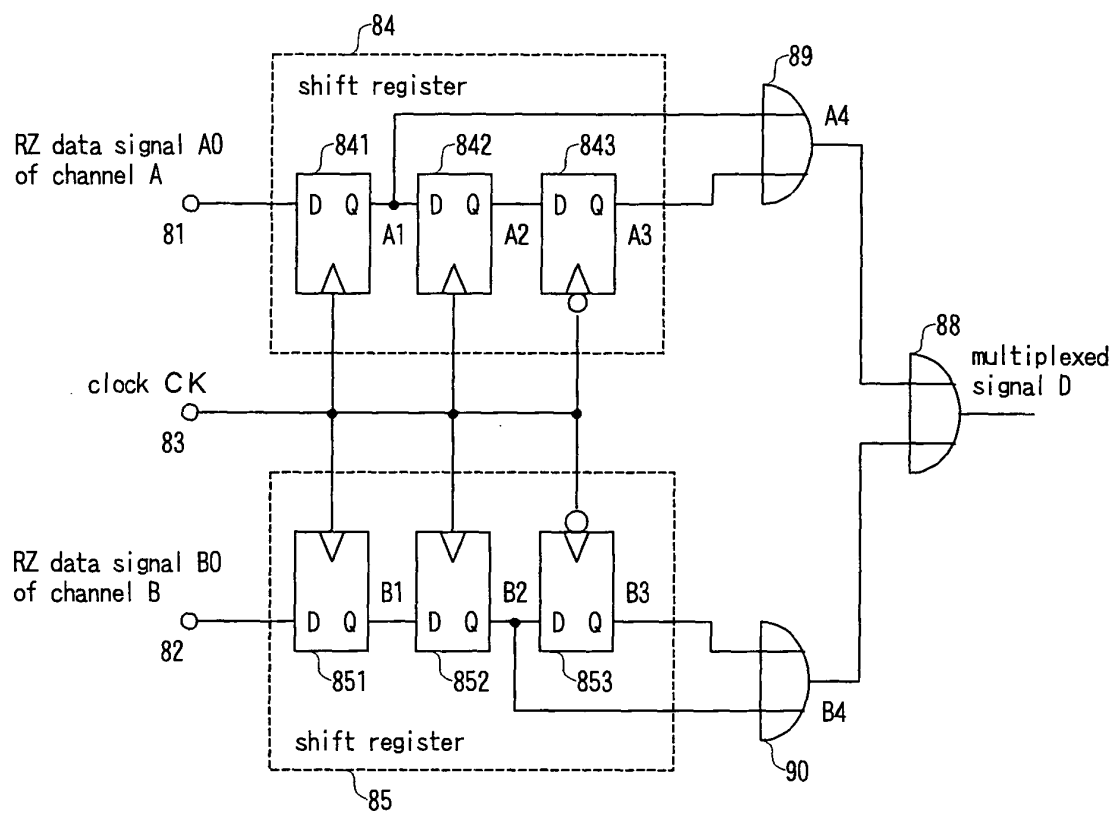 84
shift register
89
RZ data signal A0
of channel A
841
842
843
A4
D Q
D Q
D Q
81
A1
A2
A3
88
multiplexed
signal D
clock CK
83
RZ data signal B0
of channel B
B1
B2
B3
D Q
D Q
D Q
82
851
852
853
B4
shift register
90
85